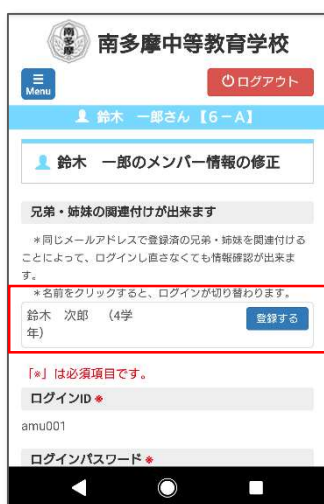 南多摩
南多摩中等教育学校
Menu
ログアウト
鈴木 一郎さん【6-A】
鈴木 一郎のメンバー情報の修正
兄弟・姉妹の関連付けが出来ます
*同じメールアドレスで登録済の兄弟・姉妹を関連付ける
ことによって、ログインし直さなくても情報確認が出来ま
す。
*名前をクリックすると、ログインが切り替わります。
鈴木 次郎 (4学
年)
登録する
「※」は必須項目です。
ログインID ※
amu001
ログインパスワード ※